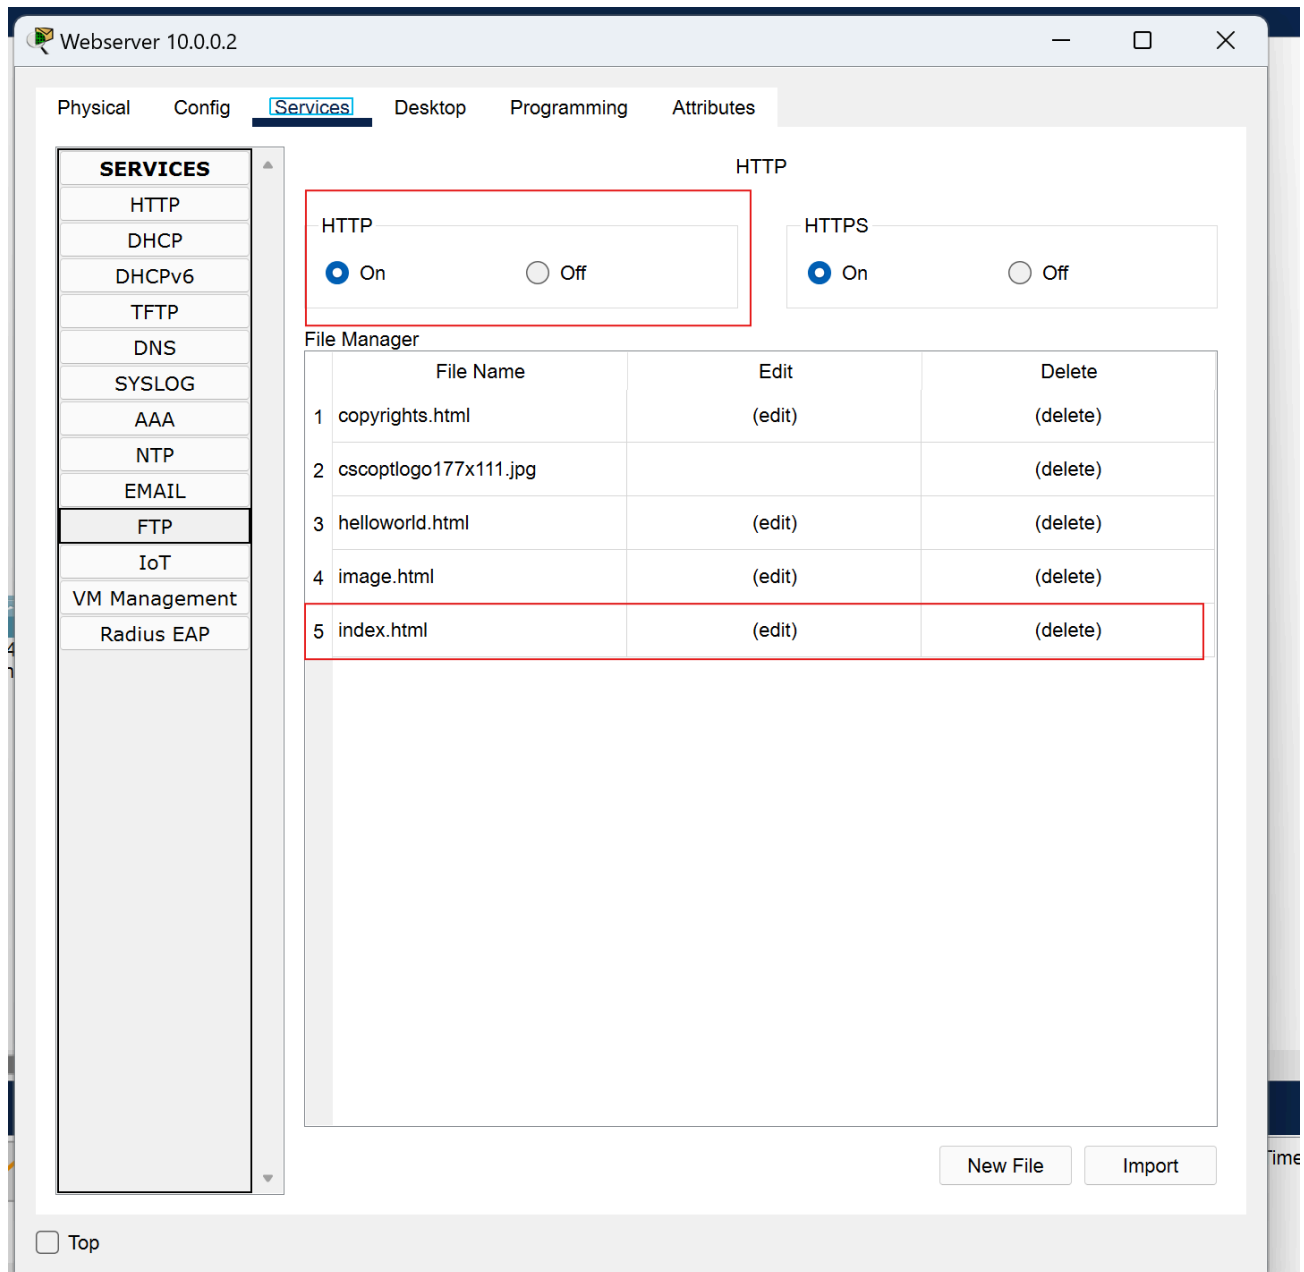 Webserver 10.0.0.2
Physical Config Services Desktop Programming Attributes
SERVICES
HTTP
DHCP
DHCPv6
TFTP
DNS
SYSLOG
AAA
NTP
EMAIL
FTP
IoT
VM Management
Radius EAP
HTTP
HTTP
On Off
HTTPS
On Off
File Manager
File Name Edit Delete
1 copyrights.html (edit) (delete)
2 cscoptlogo177x111.jpg (delete)
3 helloworld.html (edit) (delete)
4 image.html (edit) (delete)
5 index.html (edit) (delete)
New File Import
Top